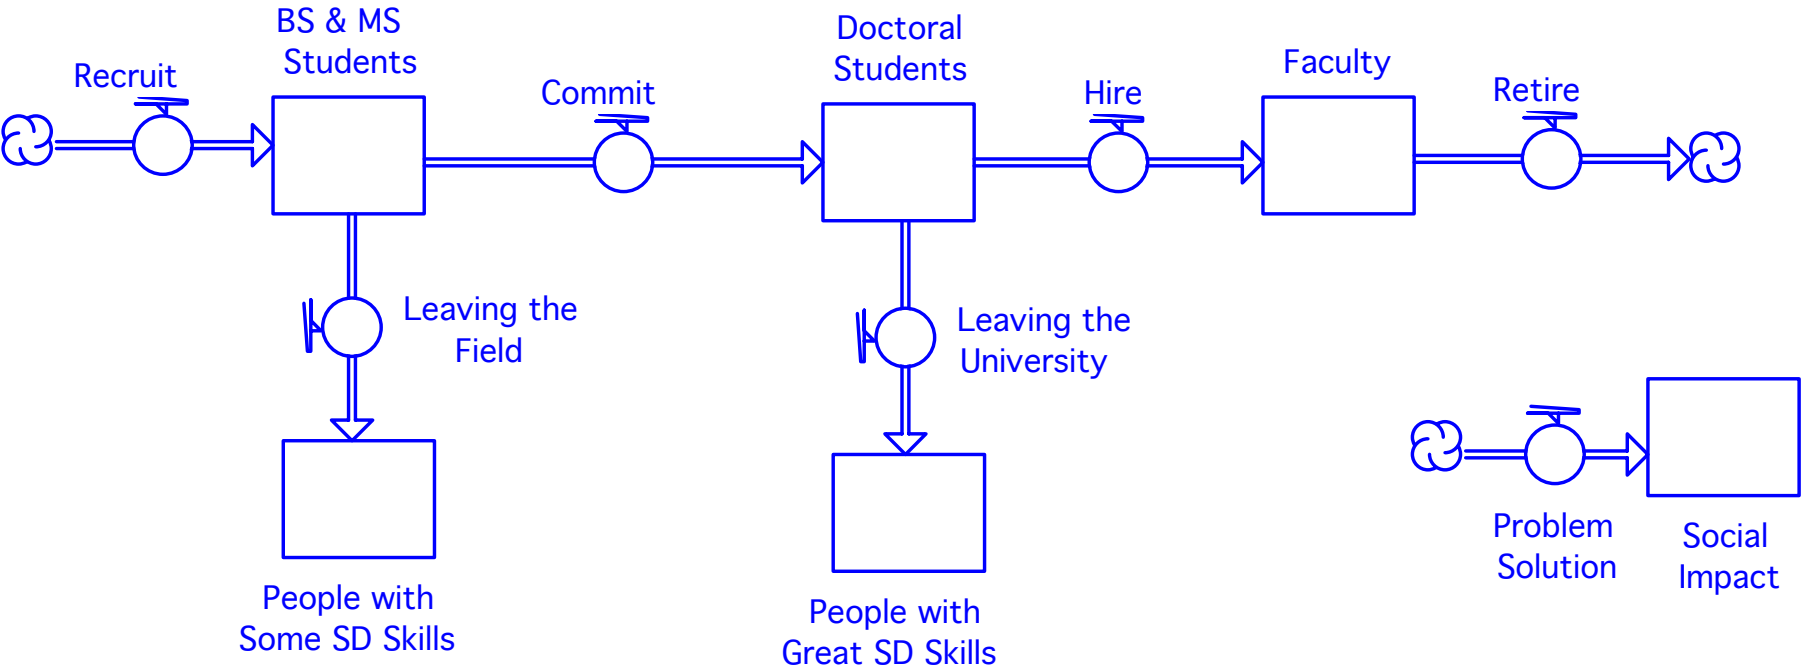 BS & MS
Students
Recruit
Commit
Doctoral
Students
Hire
Faculty
Retire
Leaving the
Field
Leaving the
University
People with
Some SD Skills
People with
Great SD Skills
Problem
Solution
Social
Impact